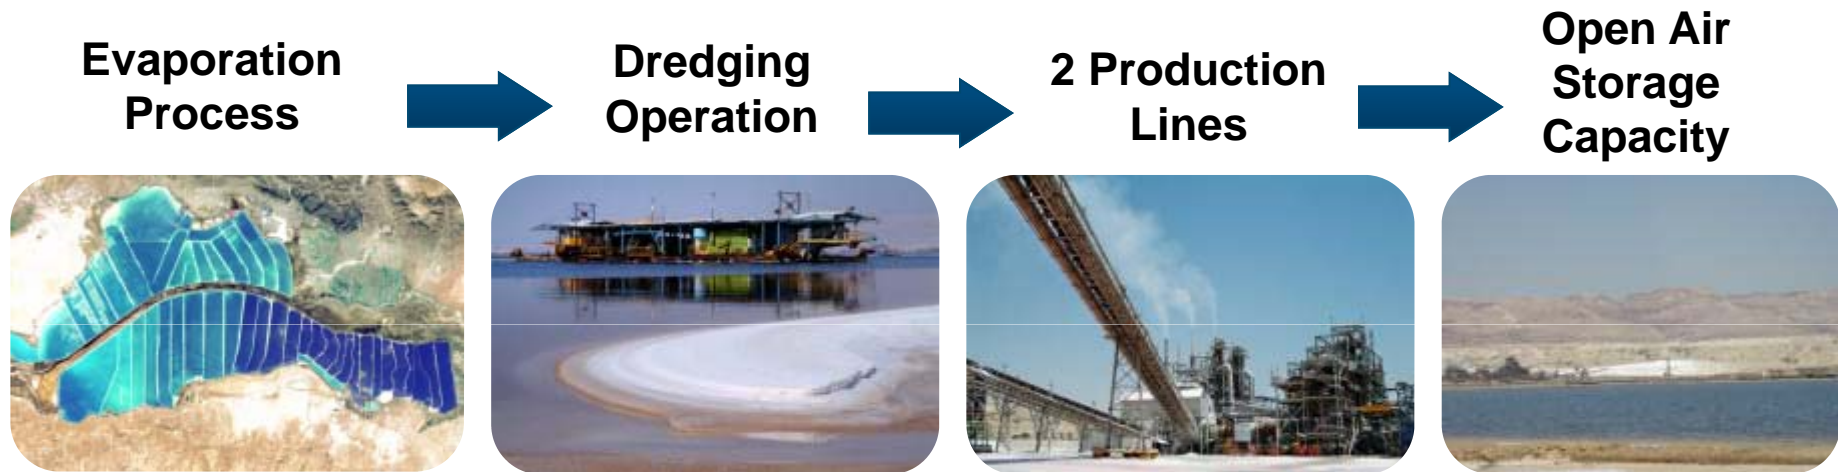 Evaporation
Process
Dredging
Operation
2 Production
Lines
Open Air
Storage
Capacity